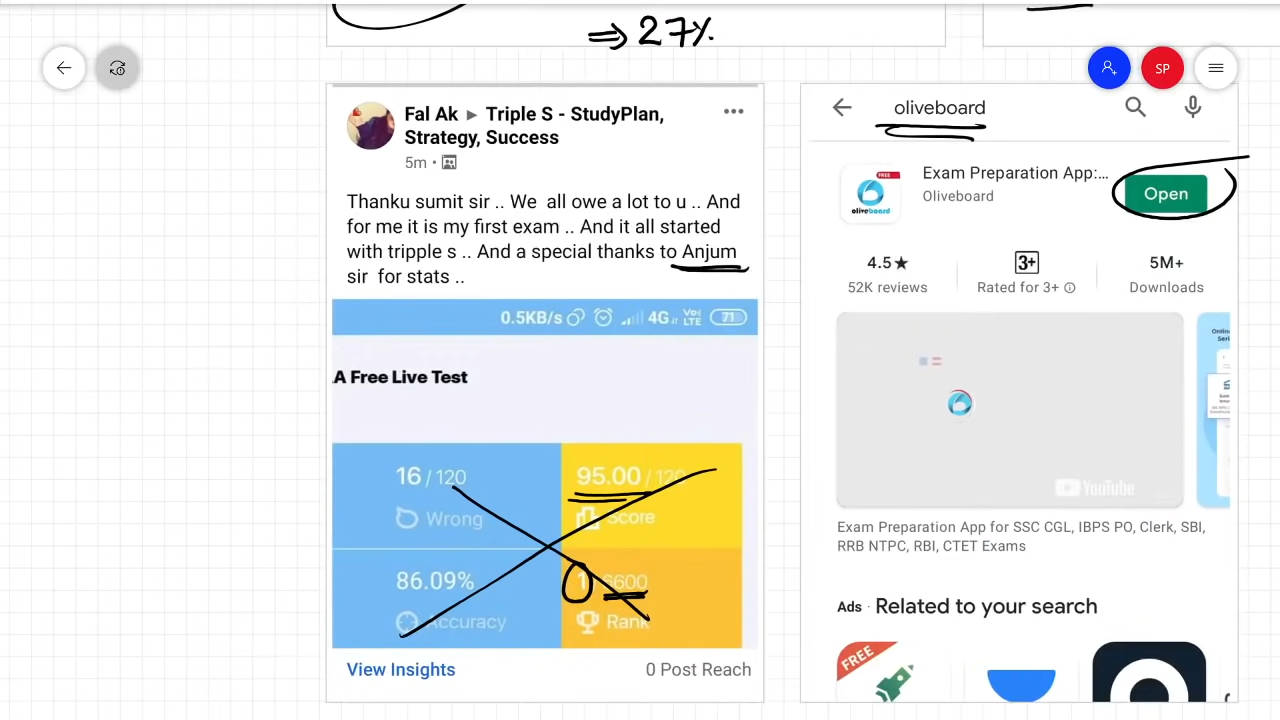 ⇒ 27%
SP
Fal Ak ▸ Triple S - StudyPlan,
Strategy, Success
5m
Thanku sumit sir .. We all owe a lot to u .. And
for me it is my first exam .. And it all started
with tripple s .. And a special thanks to Anjum
sir for stats ..
0.5KB/s 4G Vo) LTE 71
A Free Live Test
16 / 120
95.00 / 120
Wrong
Score
86.09%
6600
Accuracy
Rank
View Insights
0 Post Reach
oliveboard
FREE
oliveboard
Exam Preparation App:...
Oliveboard
Open
4.5★
3+
5M+
52K reviews
Rated for 3+
Downloads
YouTube
Exam Preparation App for SSC CGL, IBPS PO, Clerk, SBI,
RRB NTPC, RBI, CTET Exams
Ads · Related to your search
FREE